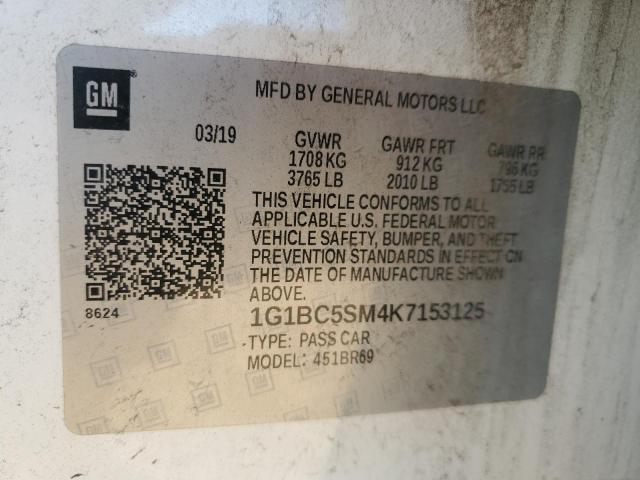 GM
MFD BY GENERAL MOTORS LLC
03/19 GVWR GAWR FRT GAWR RR
1708 KG 912 KG 796 KG
3765 LB 2010 LB 1755 LB
THIS VEHICLE CONFORMS TO ALL
APPLICABLE U.S. FEDERAL MOTOR
VEHICLE SAFETY, BUMPER, AND THEFT
PREVENTION STANDARDS IN EFFECT ON
THE DATE OF MANUFACTURE SHOWN
ABOVE.
8624
1G1BC5SM4K7153125
TYPE: PASS CAR
MODEL: 451BR69